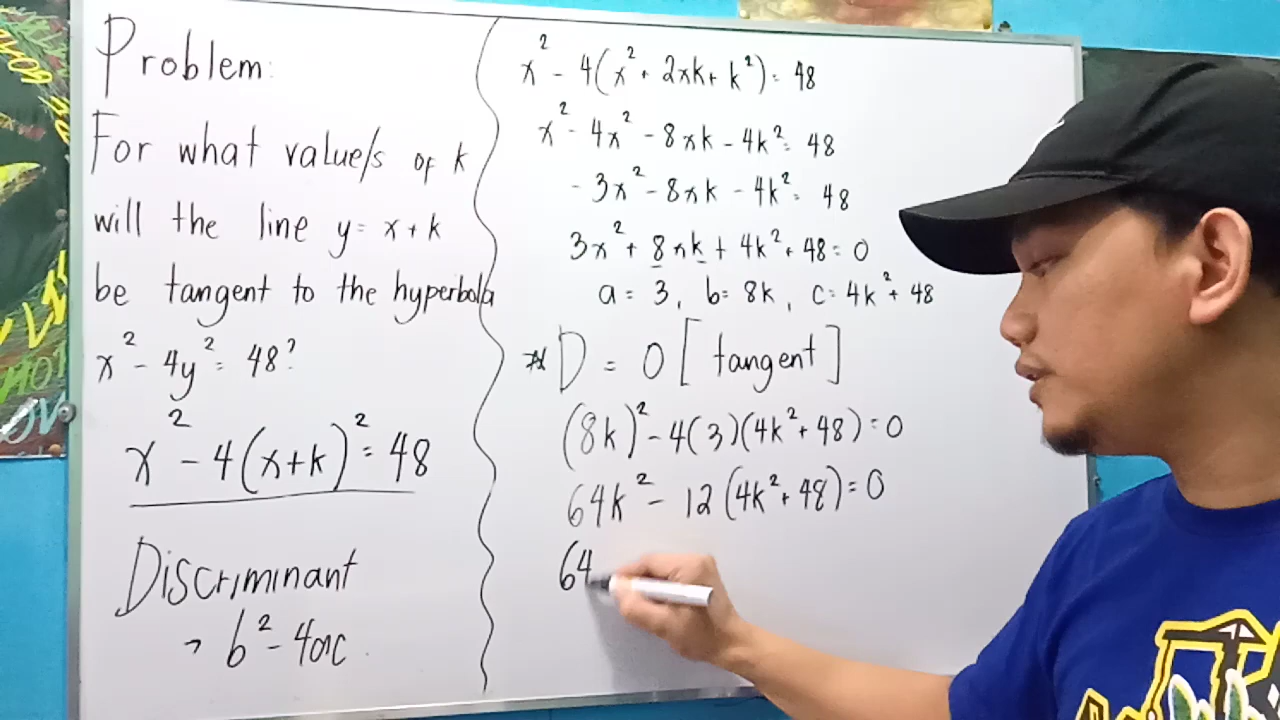 Problem:
For what value/s of k
will the line y = x + k
be tangent to the hyperbola
x² - 4y² = 48?
x² - 4(x+k)² = 48
Discriminant
→ b² - 4ac
x² - 4(x² + 2xk + k²) = 48
x² - 4x² - 8xk - 4k² = 48
- 3x² - 8xk - 4k² = 48
3x² + 8xk + 4k² + 48 = 0
a = 3, b = 8k, c = 4k² + 48
* D = 0 [tangent]
(8k)² - 4(3)(4k² + 48) = 0
64k² - 12(4k² + 48) = 0
64